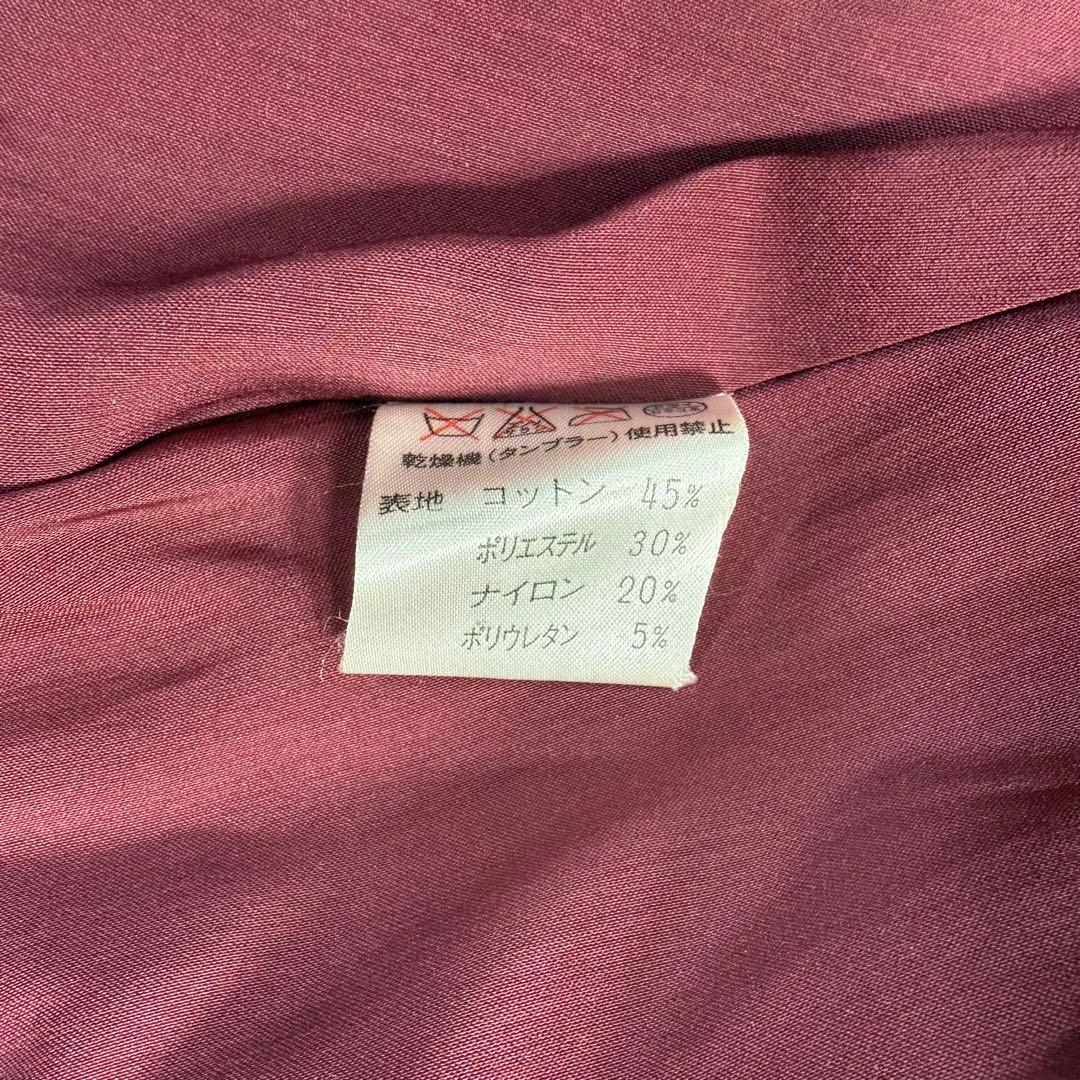 乾燥機(タンブラー)使用禁止
表地 コットン 45%
ポリエステル 30%
ナイロン 20%
ポリウレタン 5%